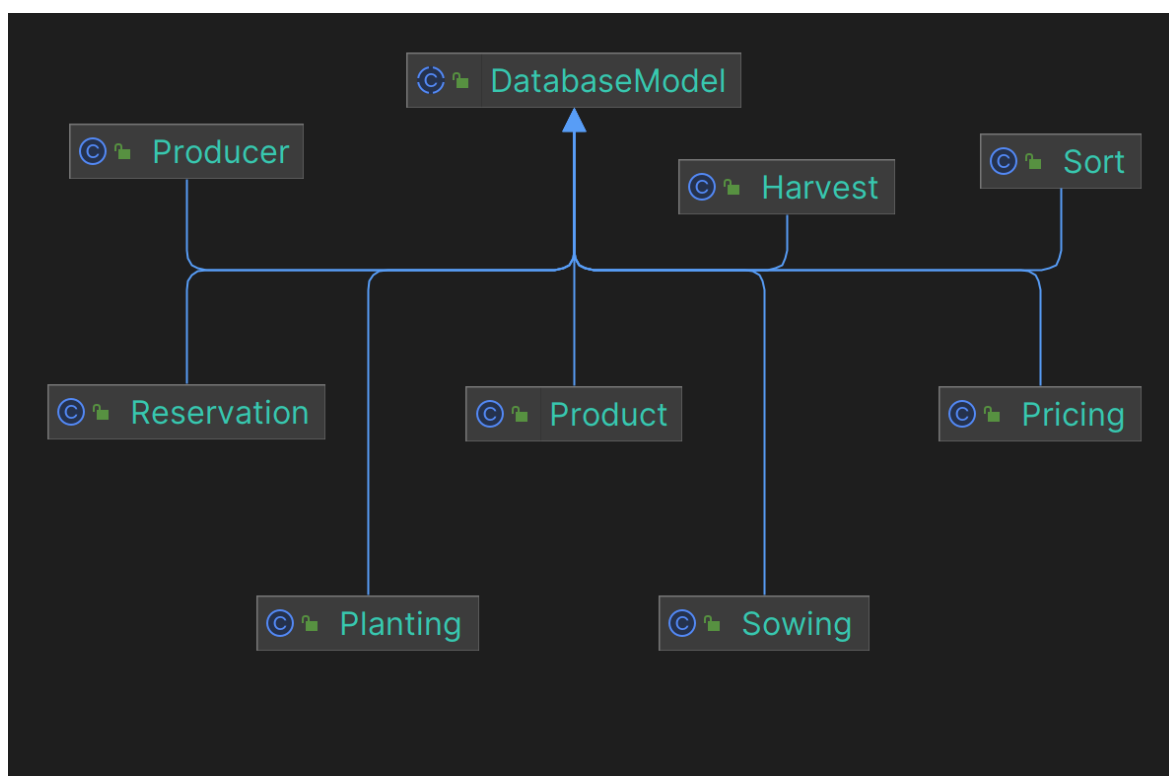 DatabaseModel
Producer
Sort
Harvest
Reservation
Product
Pricing
Planting
Sowing